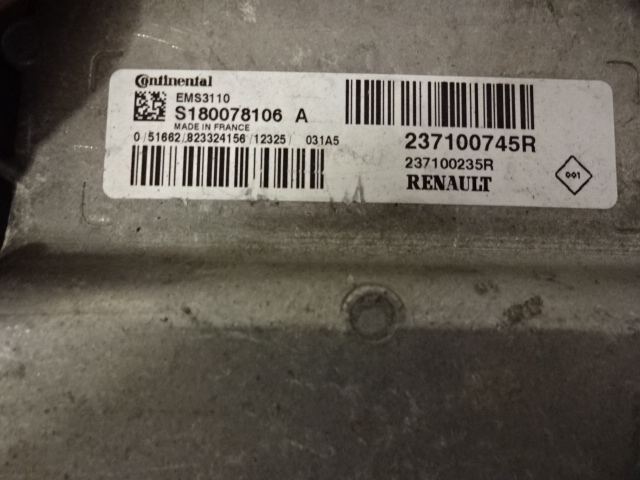 Continental
EMS3110
S180078106 A
MADE IN FRANCE
0/51662/823324156/12325/ 031A5
237100745R
237100235R
RENAULT
001